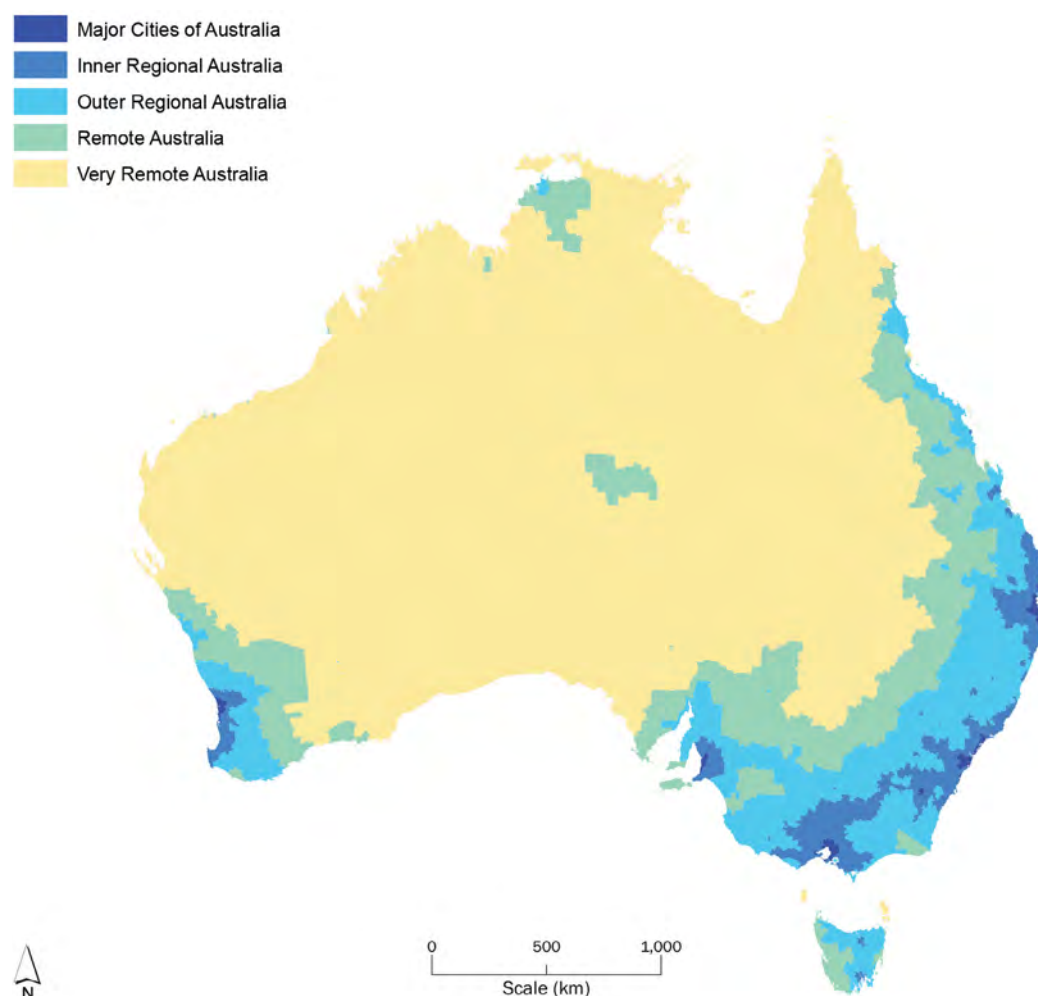 Major Cities of Australia
Inner Regional Australia
Outer Regional Australia
Remote Australia
Very Remote Australia
0 500 1,000
Scale (km)
N